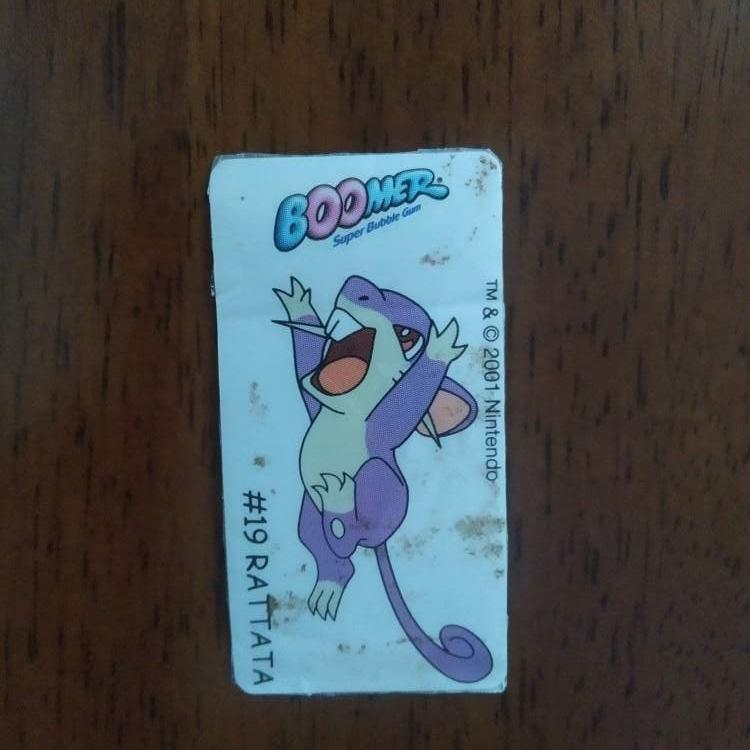 BOOMER®
Super Bubble Gum
TM & © 2001 Nintendo
#19 RATTATA